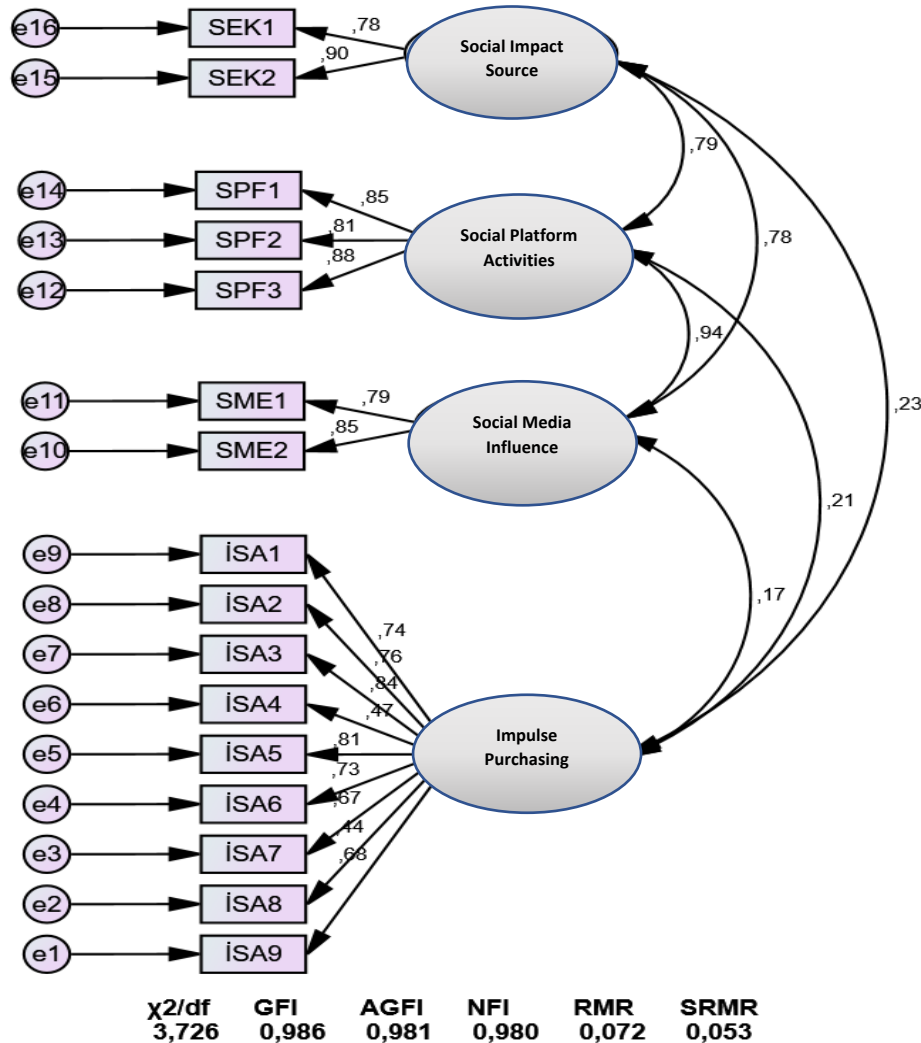 e16 SEK1 ,78 Social Impact
e15 SEK2 ,90 Source
,79
e14 SPF1 ,85
e13 SPF2 ,81 Social Platform ,78
e12 SPF3 ,88 Activities
,94
e11 SME1 ,79 Social Media ,23
e10 SME2 ,85 Influence
,21
e9 İSA1
e8 İSA2 ,17
e7 İSA3 ,74
e6 İSA4 ,76
e5 İSA5 ,84
e4 İSA6 ,47
e3 İSA7 ,81 Impulse
e2 İSA8 ,73 Purchasing
e1 İSA9 ,67
,44
,68
χ2/df GFI AGFI NFI RMR SRMR
3,726 0,986 0,981 0,980 0,072 0,053